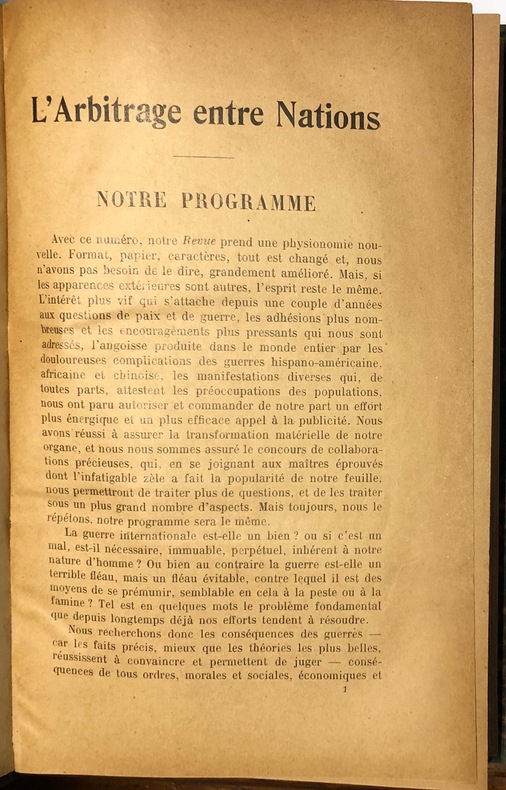 L'Arbitrage entre Nations
NOTRE PROGRAMME
Avec ce numéro, notre Revue prend une physionomie nou-
velle. Format, papier, caractères, tout est changé et, nous
n'avons pas besoin de le dire, grandement amélioré. Mais, si
les apparences extérieures sont autres, l'esprit reste le même.
L'intérêt plus vif qui s'attache depuis une couple d'années
aux questions de paix et de guerre, les adhésions plus nom-
breuses et les encouragements plus pressants qui nous sont
adressés, l'angoisse produite dans le monde entier par les
douloureuses complications des guerres hispano-américaine,
africaine et chinoise, les manifestations diverses qui, de
toutes parts, attestent les préoccupations des populations,
nous ont paru autoriser et commander de notre part un effort
plus énergique et un plus efficace appel à la publicité. Nous
avons réussi à assurer la transformation matérielle de notre
organe, et nous nous sommes assuré le concours de collabora-
tions précieuses, qui, en se joignant aux maîtres éprouvés
dont l'infatigable zèle a fait la popularité de notre feuille,
nous permettront de traiter plus de questions, et de les traiter
sous un plus grand nombre d'aspects. Mais toujours, nous le
répétons, notre programme sera le même.
La guerre internationale est-elle un bien ? ou si c'est un
mal, est-il nécessaire, immuable, perpétuel, inhérent à notre
nature d'homme ? Ou bien au contraire la guerre est-elle un
terrible fléau, mais un fléau évitable, contre lequel il est des
moyens de se prémunir, semblable en cela à la peste ou à la
famine ? Tel est en quelques mots le problème fondamental
que depuis longtemps déjà nos efforts tendent à résoudre.
Nous recherchons donc les conséquences des guerres —
car les faits précis, mieux que les théories les plus belles,
réussissent à convaincre et permettent de juger — consé-
quences de tous ordres, morales et sociales, économiques et
1